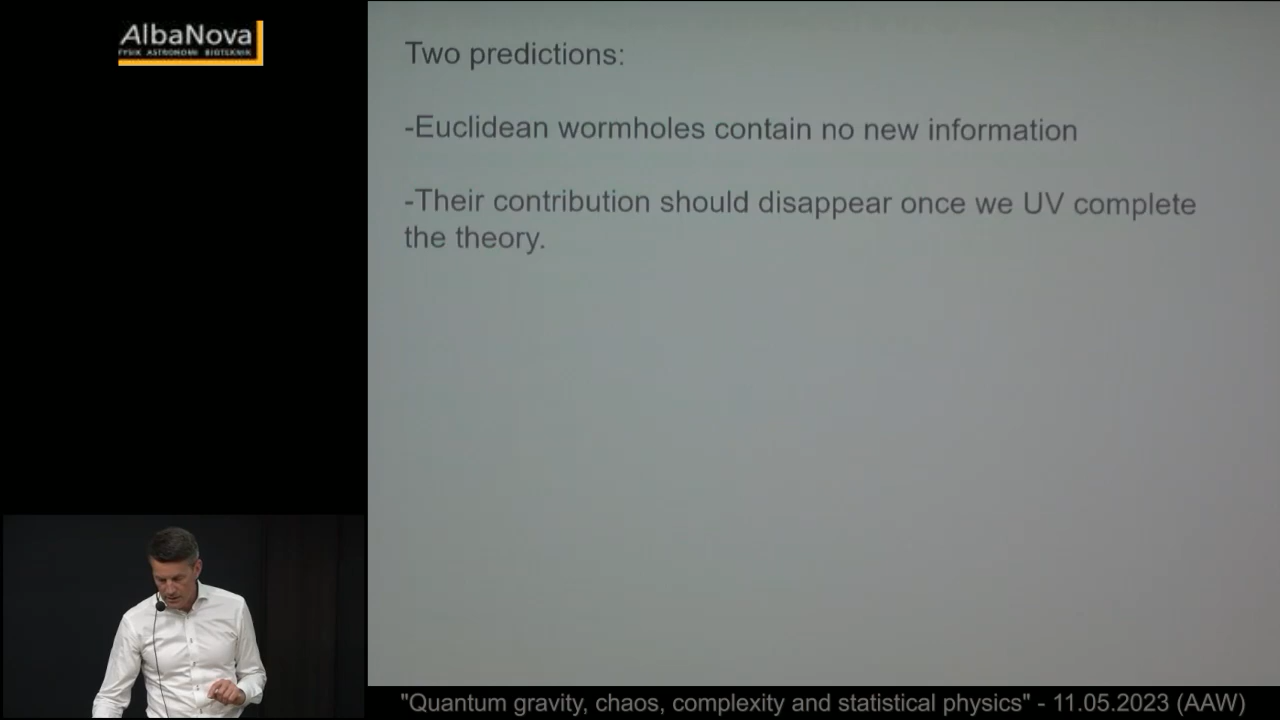 AlbaNova
FYSIK ASTRONOMI BIOTEKNIK
Two predictions:
-Euclidean wormholes contain no new information
-Their contribution should disappear once we UV complete
the theory.
"Quantum gravity, chaos, complexity and statistical physics" - 11.05.2023 (AAW)